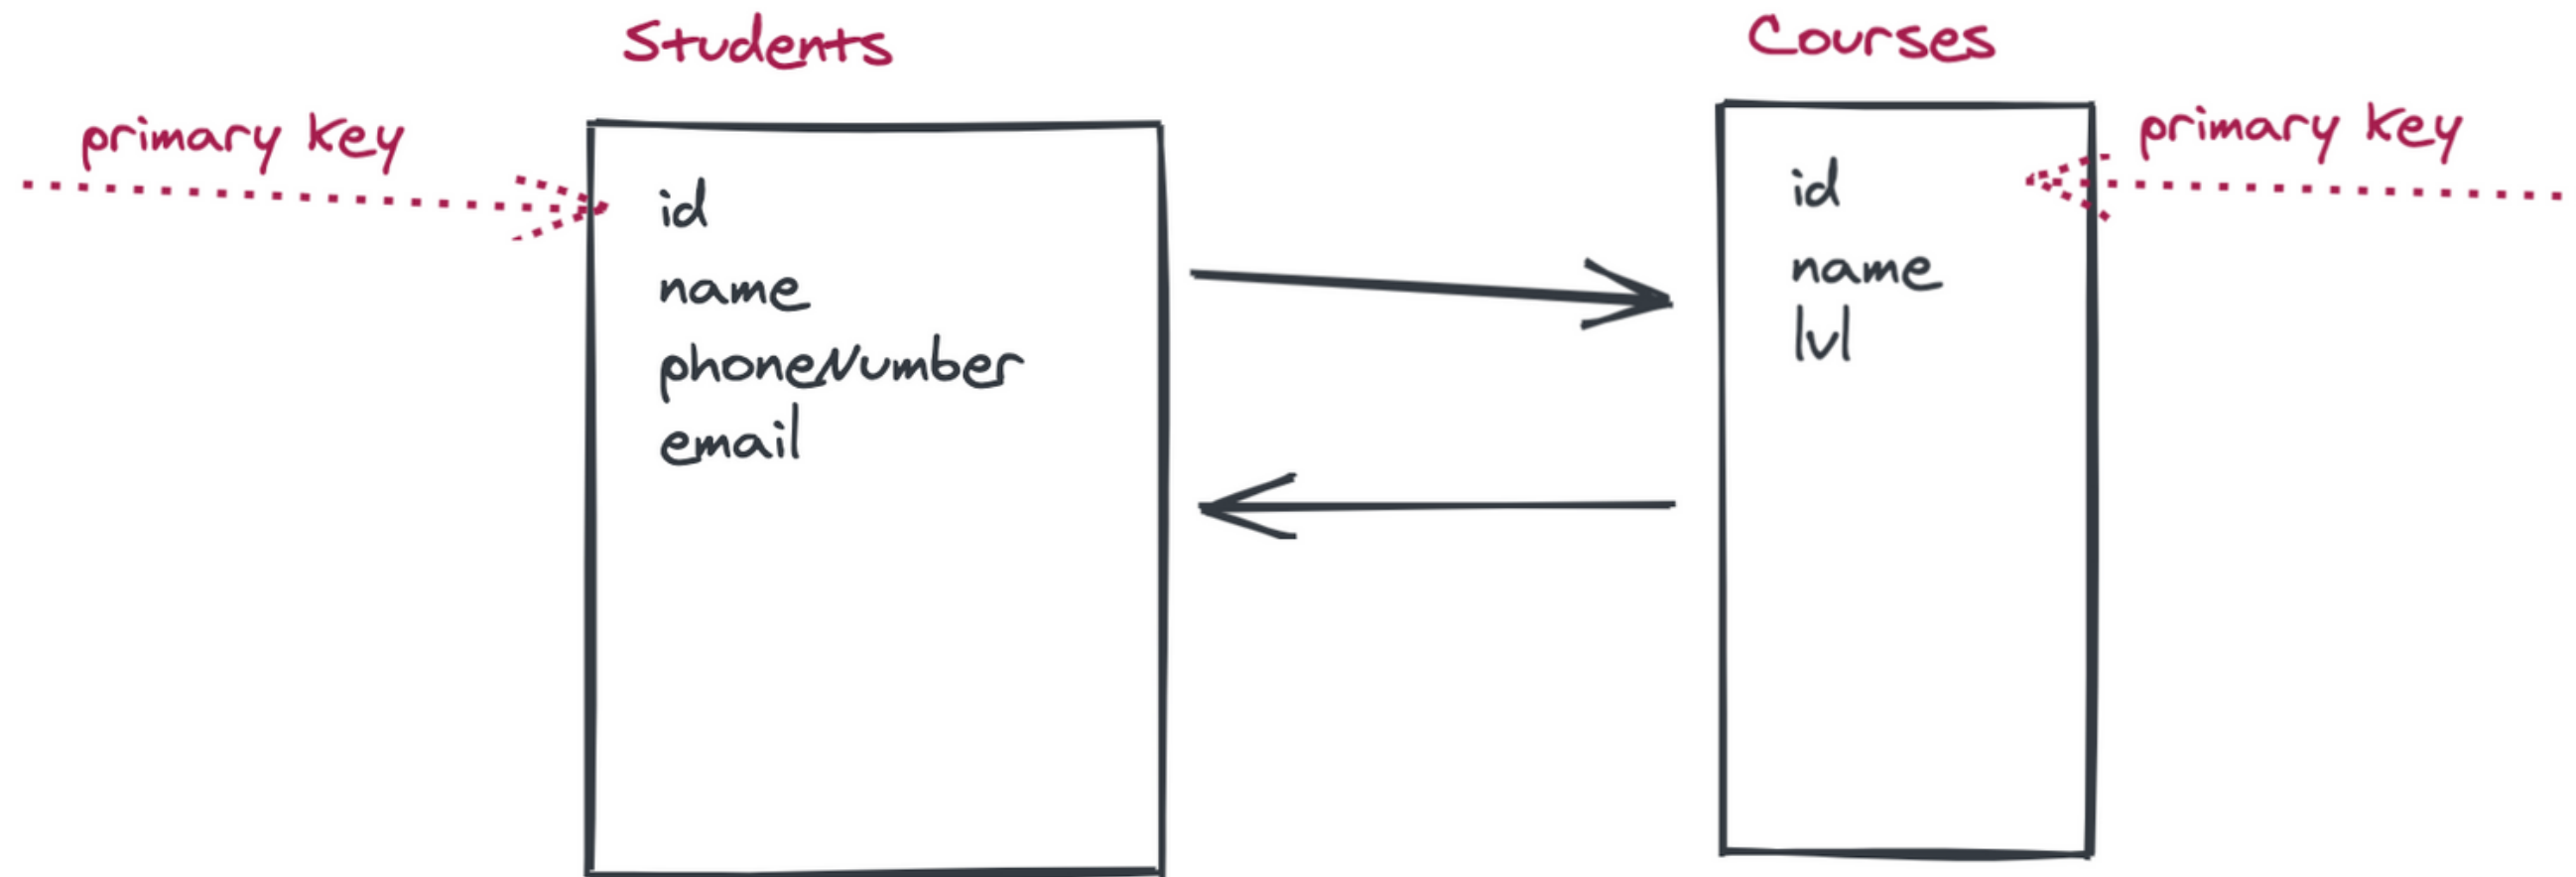 Students
Courses
primary key
primary key
id
name
phoneNumber
email
id
name
lvl